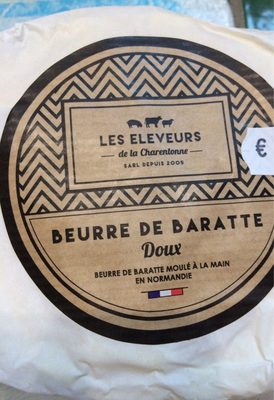 LES ELEVEURS
de la Charentonne
SARL DEPUIS 2005
€
BEURRE DE BARATTE
Doux
BEURRE DE BARATTE MOULÉ À LA MAIN
EN NORMANDIE